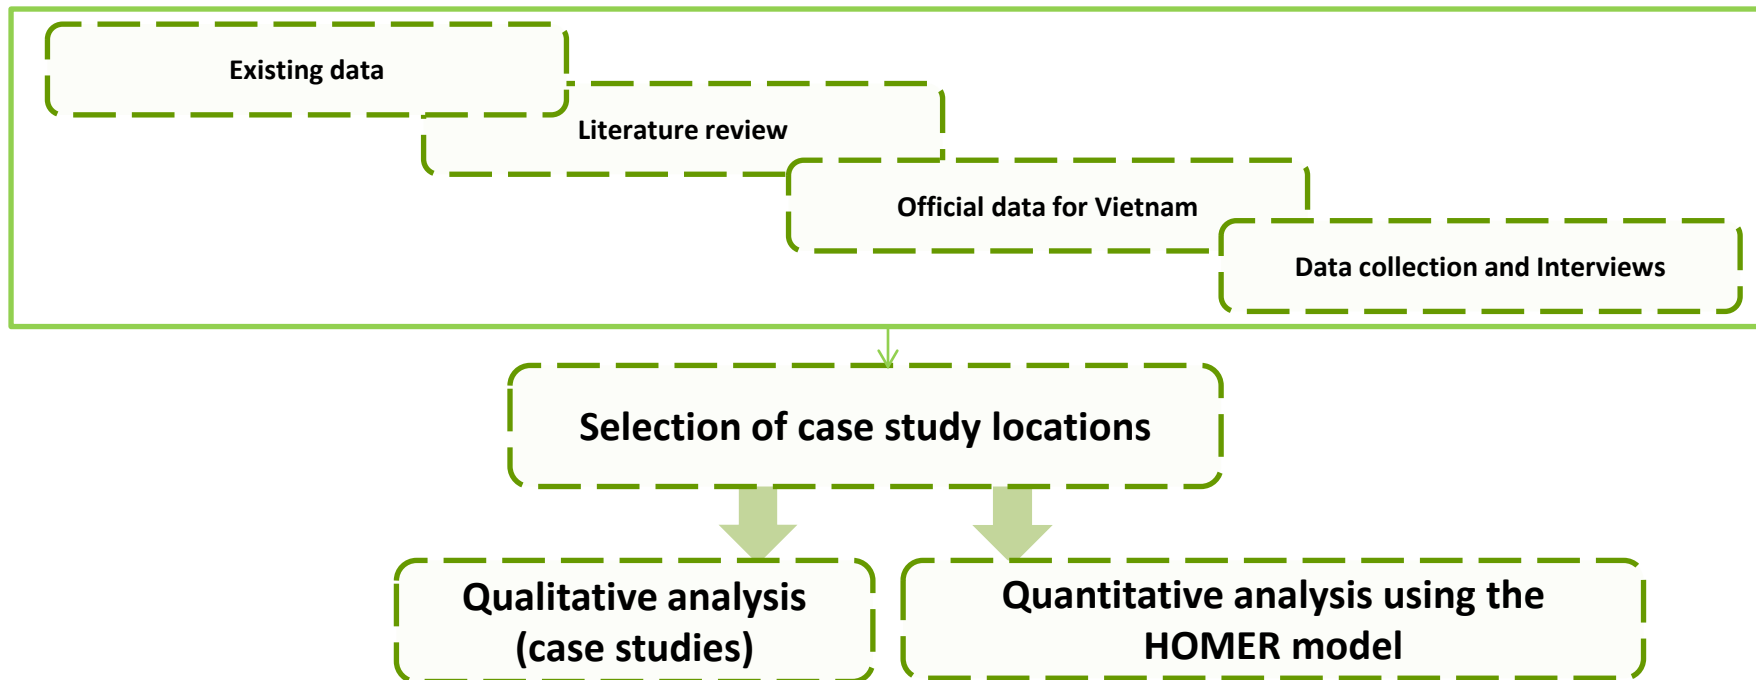 Existing data
Literature review
Official data for Vietnam
Data collection and Interviews
Selection of case study locations
Qualitative analysis
(case studies)
Quantitative analysis using the
HOMER model